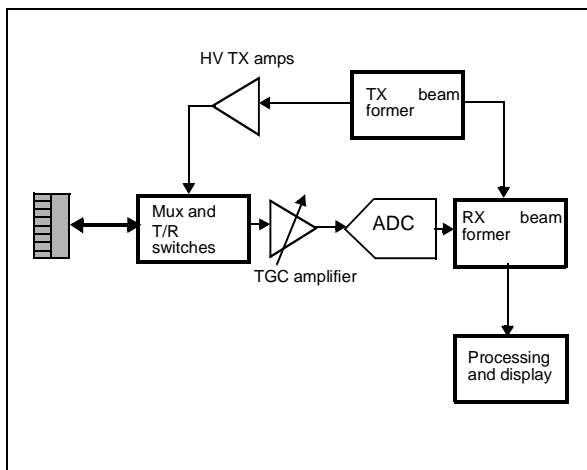 HV TX amps
TX beam
former
Mux and
T/R
switches
ADC
RX beam
former
TGC amplifier
Processing
and display